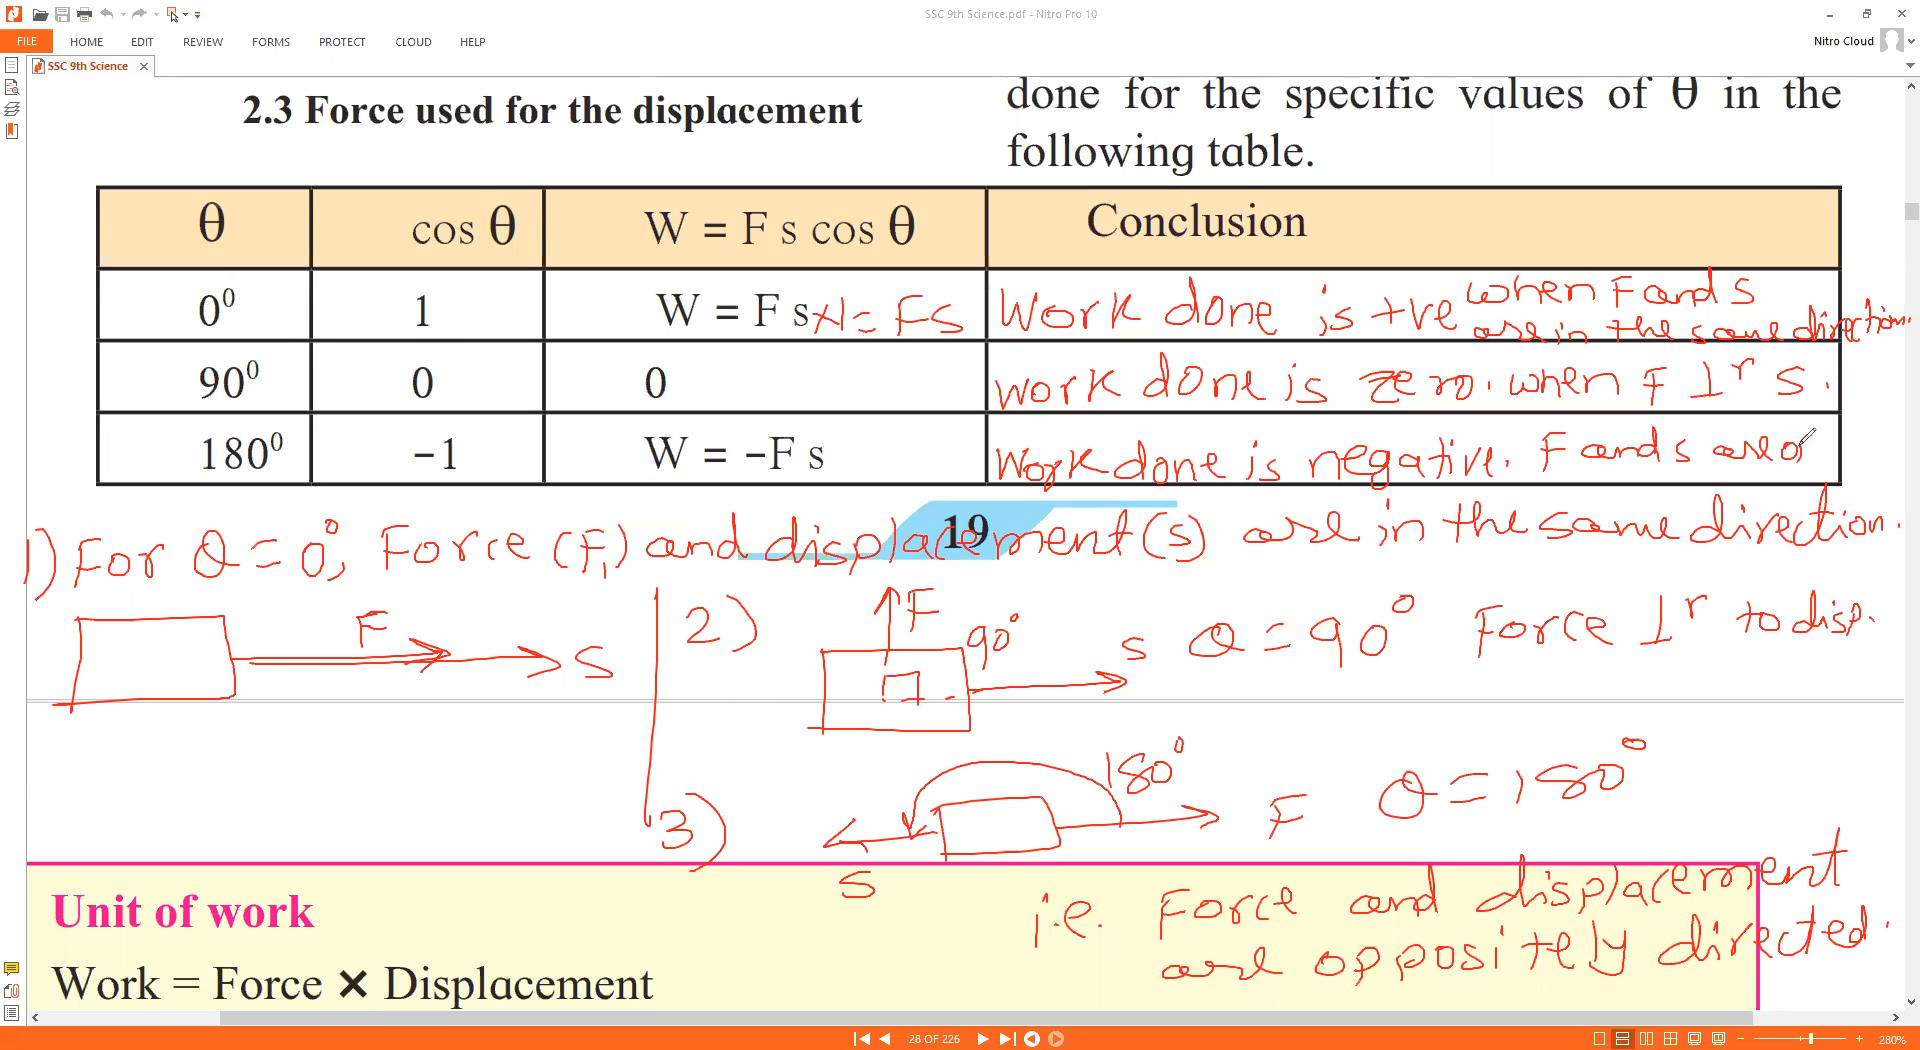 SSC 9th Science.pdf - Nitro Pro 10
FILE HOME EDIT REVIEW FORMS PROTECT CLOUD HELP
Nitro Cloud
SSC 9th Science
2.3 Force used for the displacement
done for the specific values of θ in the
following table.
θ cos θ W = F s cos θ Conclusion
0⁰ 1 W = F s ×1 = Fs Work done is +ve when F and s
are in the same direction.
90⁰ 0 0 Work done is zero. when F ⊥r s.
180⁰ −1 W = −F s Work done is negative. F and s are o
19
1) For θ = 0°, Force (F,) and displacement (s) are in the same direction.
F S
2) F 90° s θ = 90° Force ⊥r to disp.
3) 180° F S θ = 180°
i.e. Force and displacement
are oppositely directed.
Unit of work
Work = Force × Displacement
28 OF 226
280%